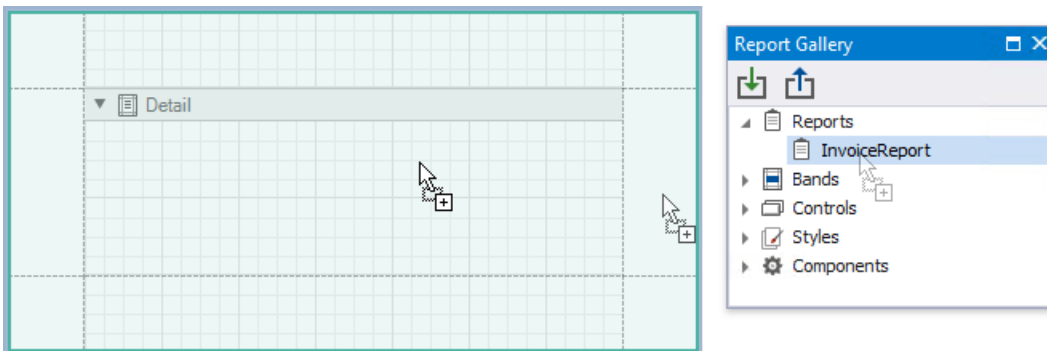 Detail
Report Gallery
Reports
InvoiceReport
Bands
Controls
Styles
Components